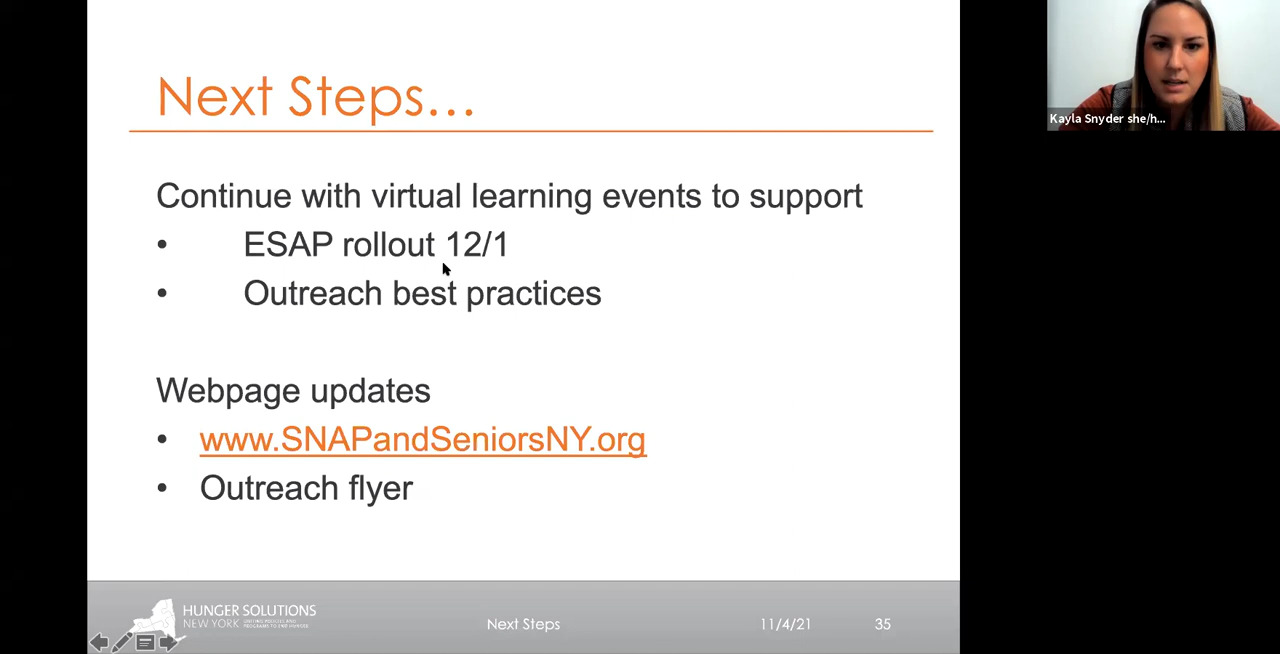 Next Steps...
Continue with virtual learning events to support
• ESAP rollout 12/1
• Outreach best practices
Webpage updates
• www.SNAPandSeniorsNY.org
• Outreach flyer
HUNGER SOLUTIONS
NEW YORK
Next Steps
11/4/21
35
Kayla Snyder she/h...